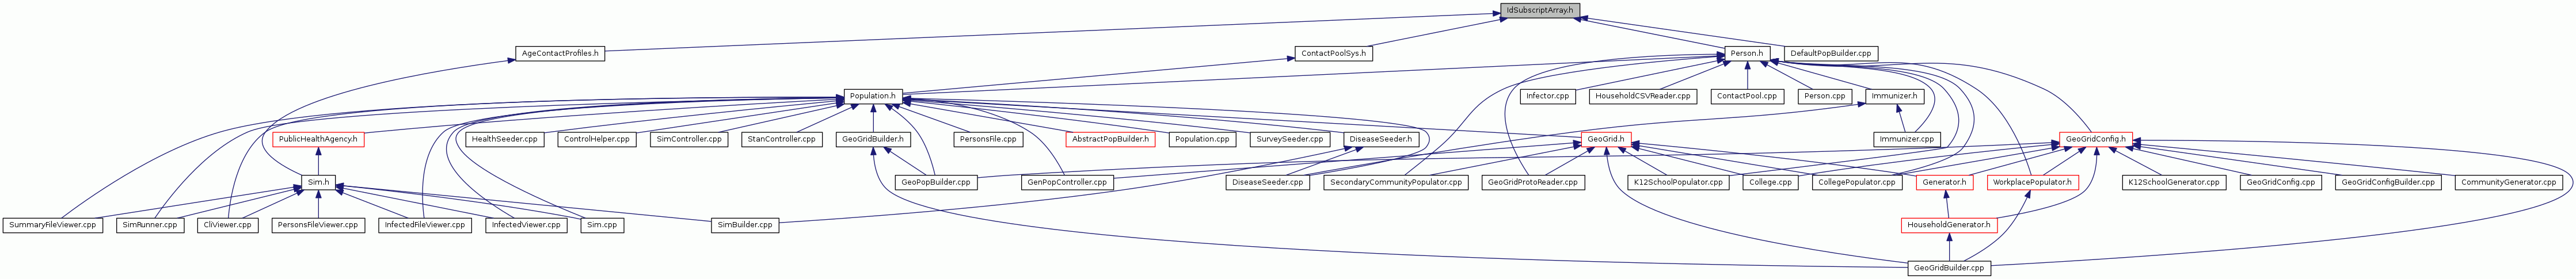 IdSubscriptArray.h
AgeContactProfiles.h
ContactPoolSys.h
Person.h
DefaultPopBuilder.cpp
Population.h
Infector.cpp
HouseholdCSVReader.cpp
ContactPool.cpp
Person.cpp
Immunizer.h
PublicHealthAgency.h
HealthSeeder.cpp
ControlHelper.cpp
SimController.cpp
StanController.cpp
GeoGridBuilder.h
PersonsFile.cpp
AbstractPopBuilder.h
Population.cpp
SurveySeeder.cpp
DiseaseSeeder.h
GeoGrid.h
Immunizer.cpp
GeoGridConfig.h
Sim.h
GeoPopBuilder.cpp
GenPopController.cpp
DiseaseSeeder.cpp
SecondaryCommunityPopulator.cpp
GeoGridProtoReader.cpp
K12SchoolPopulator.cpp
College.cpp
CollegePopulator.cpp
Generator.h
WorkplacePopulator.h
K12SchoolGenerator.cpp
GeoGridConfig.cpp
GeoGridConfigBuilder.cpp
CommunityGenerator.cpp
SummaryFileViewer.cpp
SimRunner.cpp
CliViewer.cpp
PersonsFileViewer.cpp
InfectedFileViewer.cpp
InfectedViewer.cpp
Sim.cpp
SimBuilder.cpp
HouseholdGenerator.h
GeoGridBuilder.cpp